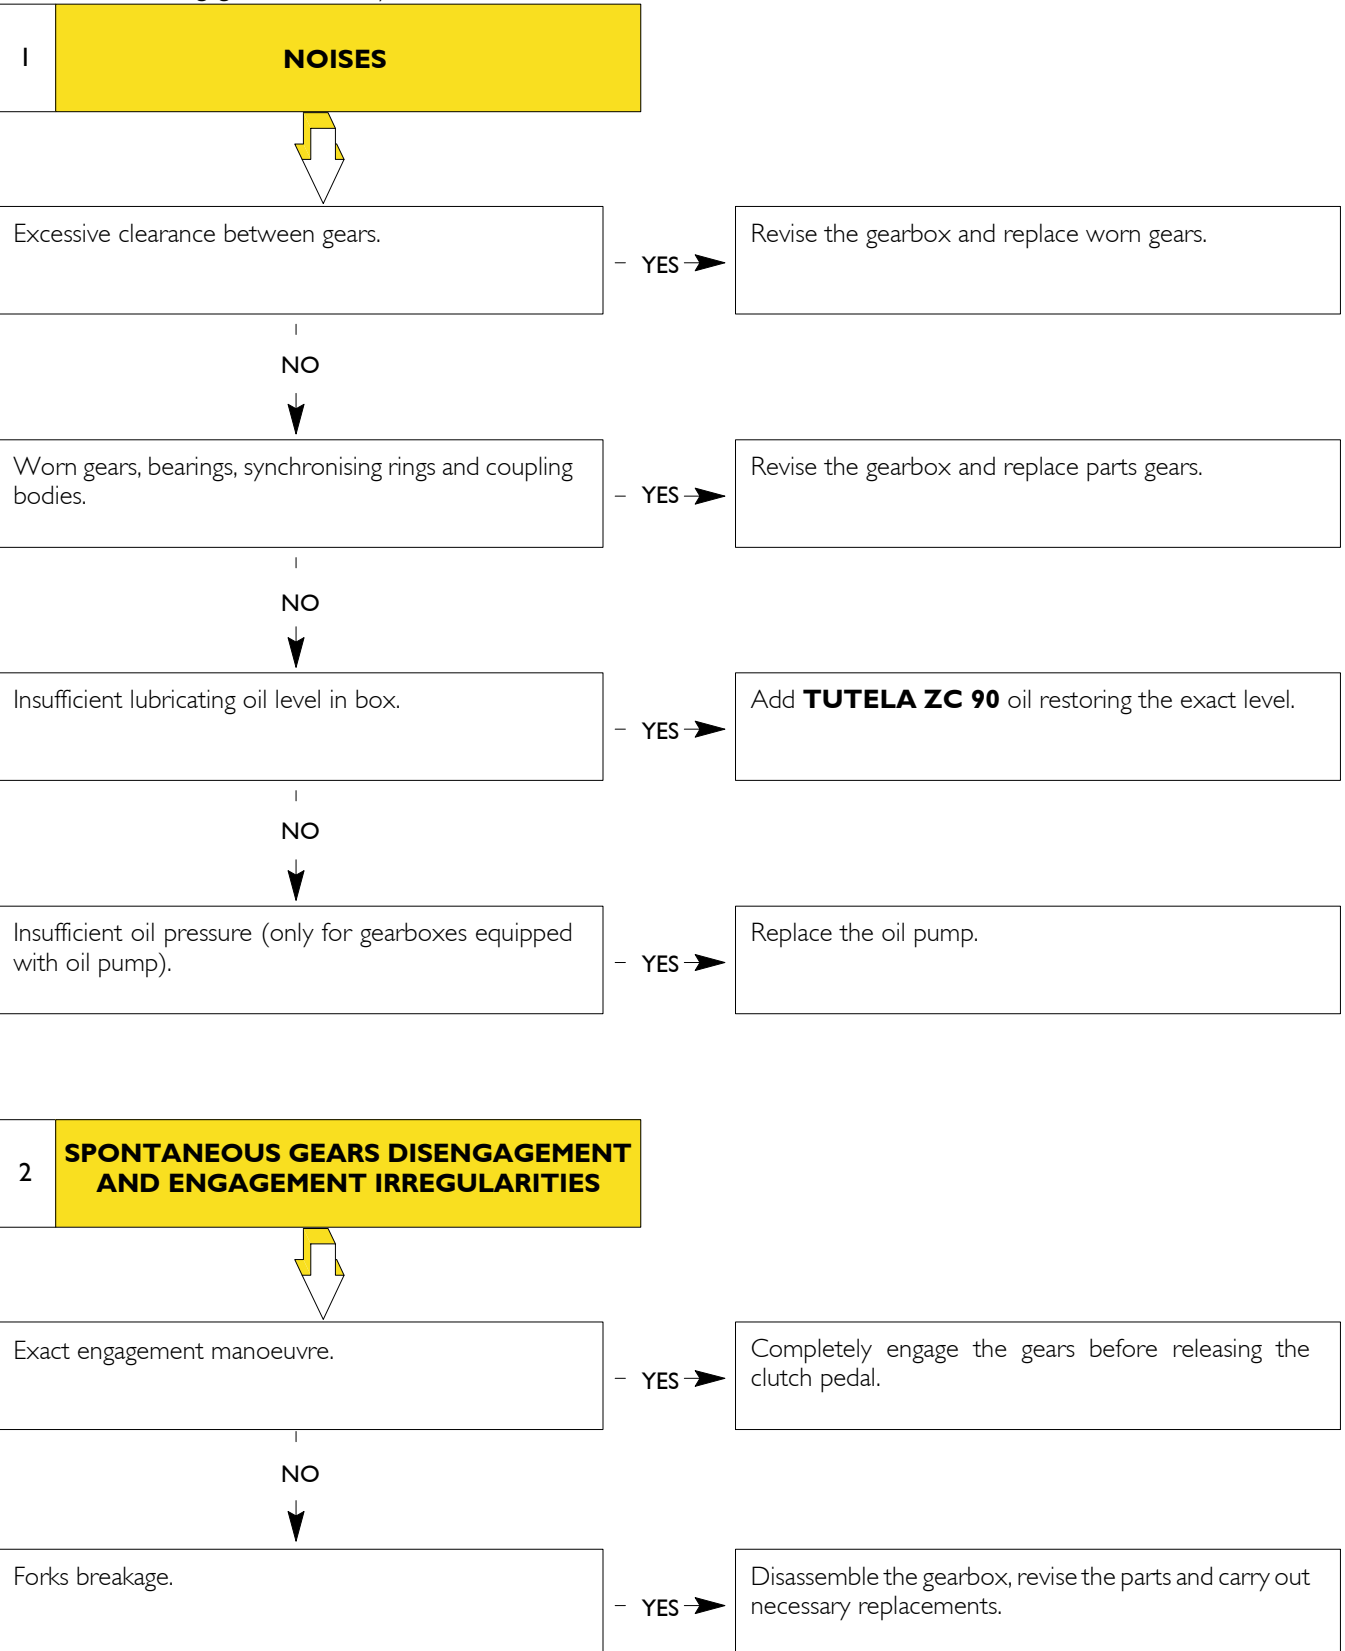 1
NOISES
Excessive clearance between gears.
YES
Revise the gearbox and replace worn gears.
NO
Worn gears, bearings, synchronising rings and coupling
bodies.
YES
Revise the gearbox and replace parts gears.
NO
Insufficient lubricating oil level in box.
YES
Add TUTELA ZC 90 oil restoring the exact level.
NO
Insufficient oil pressure (only for gearboxes equipped
with oil pump).
YES
Replace the oil pump.
2
SPONTANEOUS GEARS DISENGAGEMENT
AND ENGAGEMENT IRREGULARITIES
Exact engagement manoeuvre.
YES
Completely engage the gears before releasing the
clutch pedal.
NO
Forks breakage.
YES
Disassemble the gearbox, revise the parts and carry out
necessary replacements.